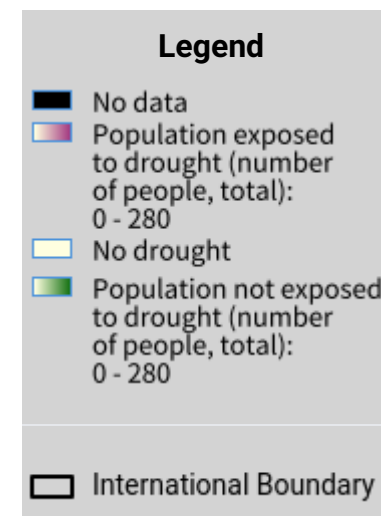 Legend
No data
Population exposed
to drought (number
of people, total):
0 - 280
No drought
Population not exposed
to drought (number
of people, total):
0 - 280
International Boundary